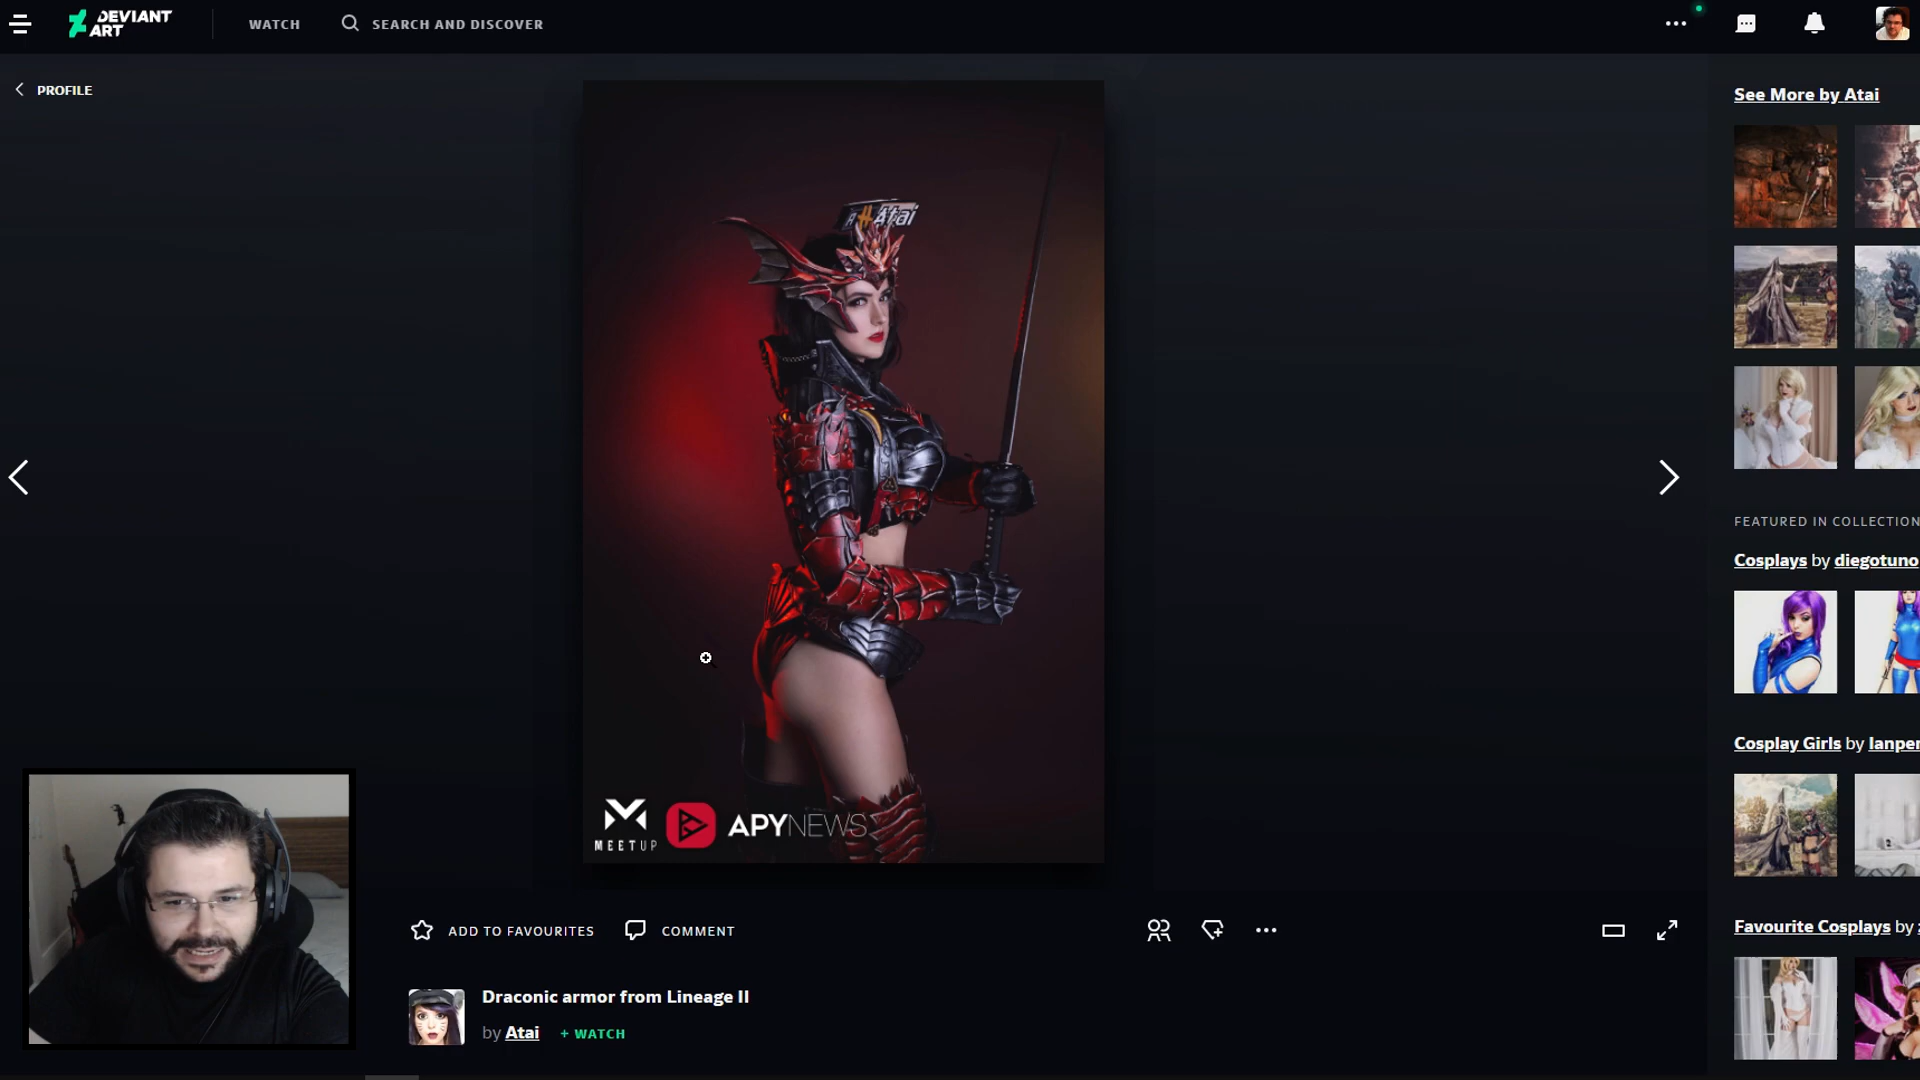 DEVIANT
ART
WATCH
SEARCH AND DISCOVER
PROFILE
See More by Atai
Atai
MEETUP
APYNEWS
FEATURED IN COLLECTION
Cosplays by diegotuno
Cosplay Girls by lanper
Favourite Cosplays by
ADD TO FAVOURITES
COMMENT
Draconic armor from Lineage II
by Atai + WATCH